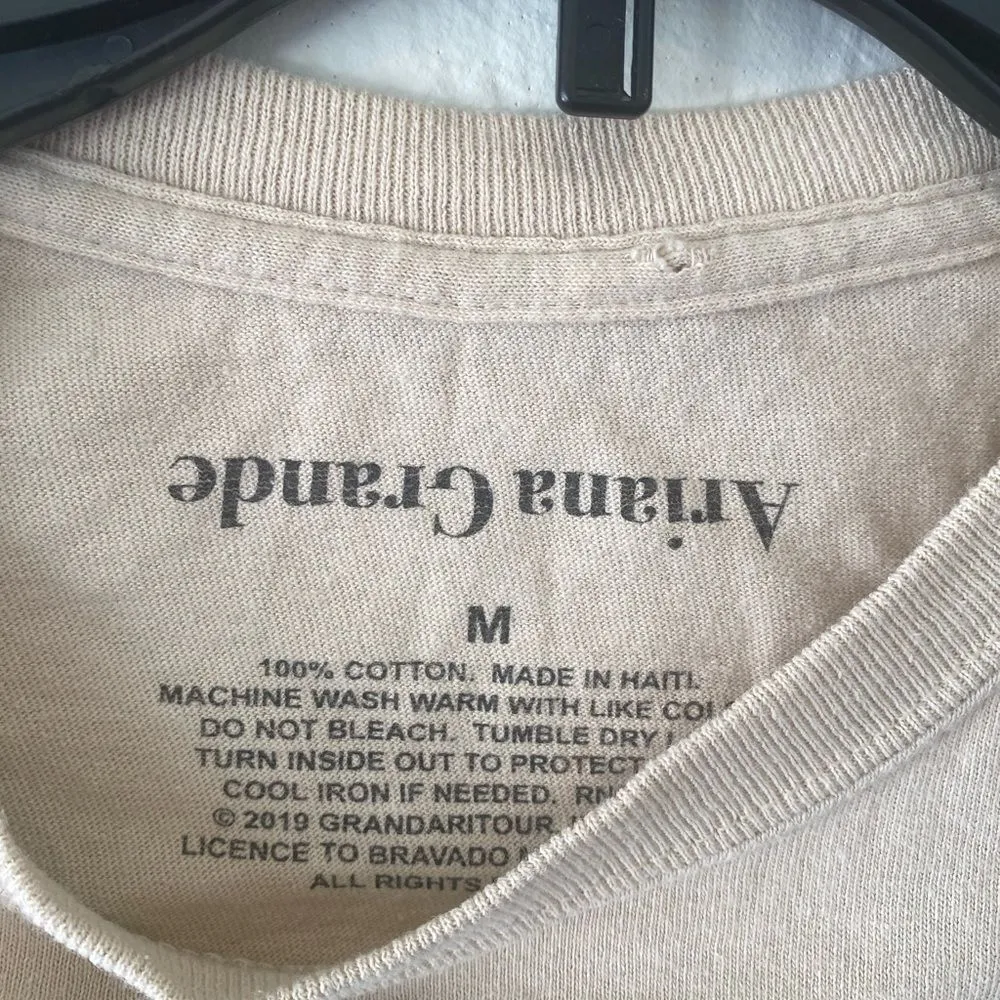 Ariana Grande
M
100% COTTON. MADE IN HAITI.
MACHINE WASH WARM WITH LIKE
DO NOT BLEACH. TUMBLE DRY
TURN INSIDE OUT TO PROTECT
COOL IRON IF NEEDED.
© 2019 GRANDARITOUR,
LICENCE TO BRAVADO
ALL RIGHTS